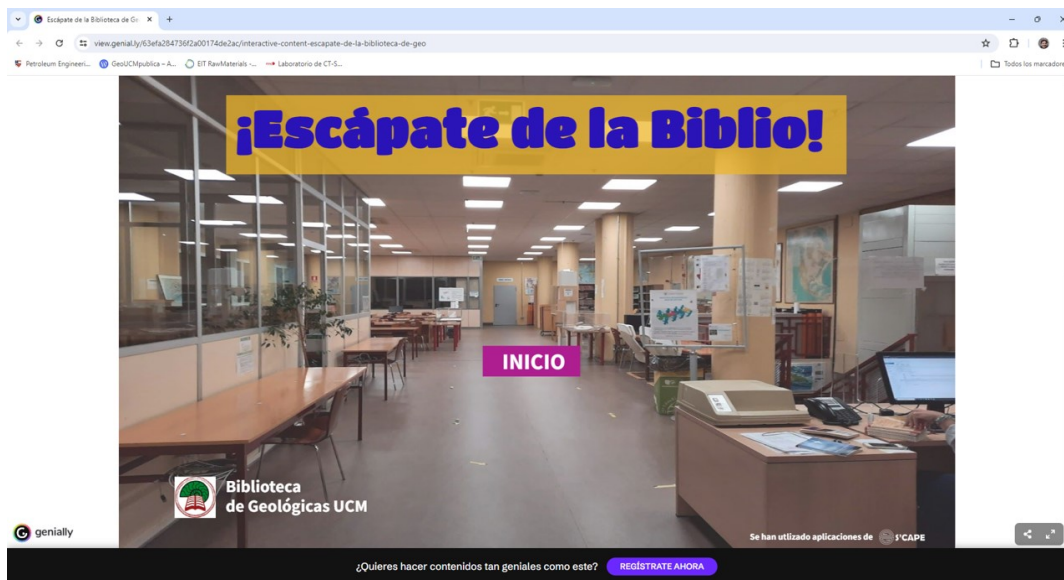 Escápate de la Biblioteca de Ge
view.genial.ly/63efa284736f2a00174de2ac/interactive-content-escapate-de-la-biblioteca-de-geo
Petroleum Engineeri...
GeoUCMpublica – A...
EIT RawMaterials -...
Laboratorio de CT-S...
Todos los marcadore
¡Escápate de la Biblio!
INICIO
Biblioteca
de Geológicas UCM
genially
Se han utlizado aplicaciones de S'CAPE
¿Quieres hacer contenidos tan geniales como este? REGÍSTRATE AHORA